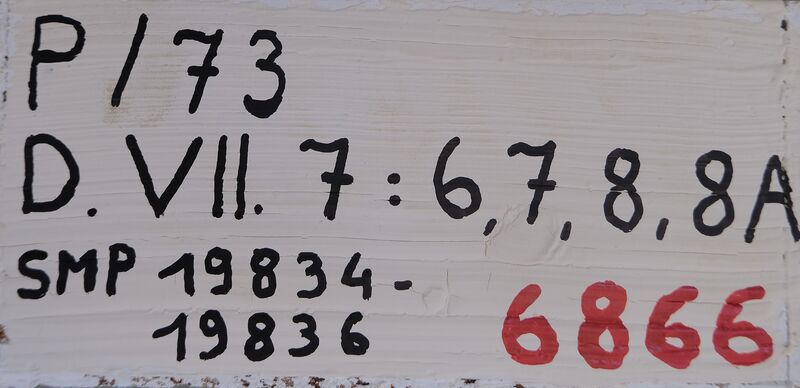 P/73
D. VII. 7 : 6, 7, 8, 8A
SMP 19834-
19836
6866